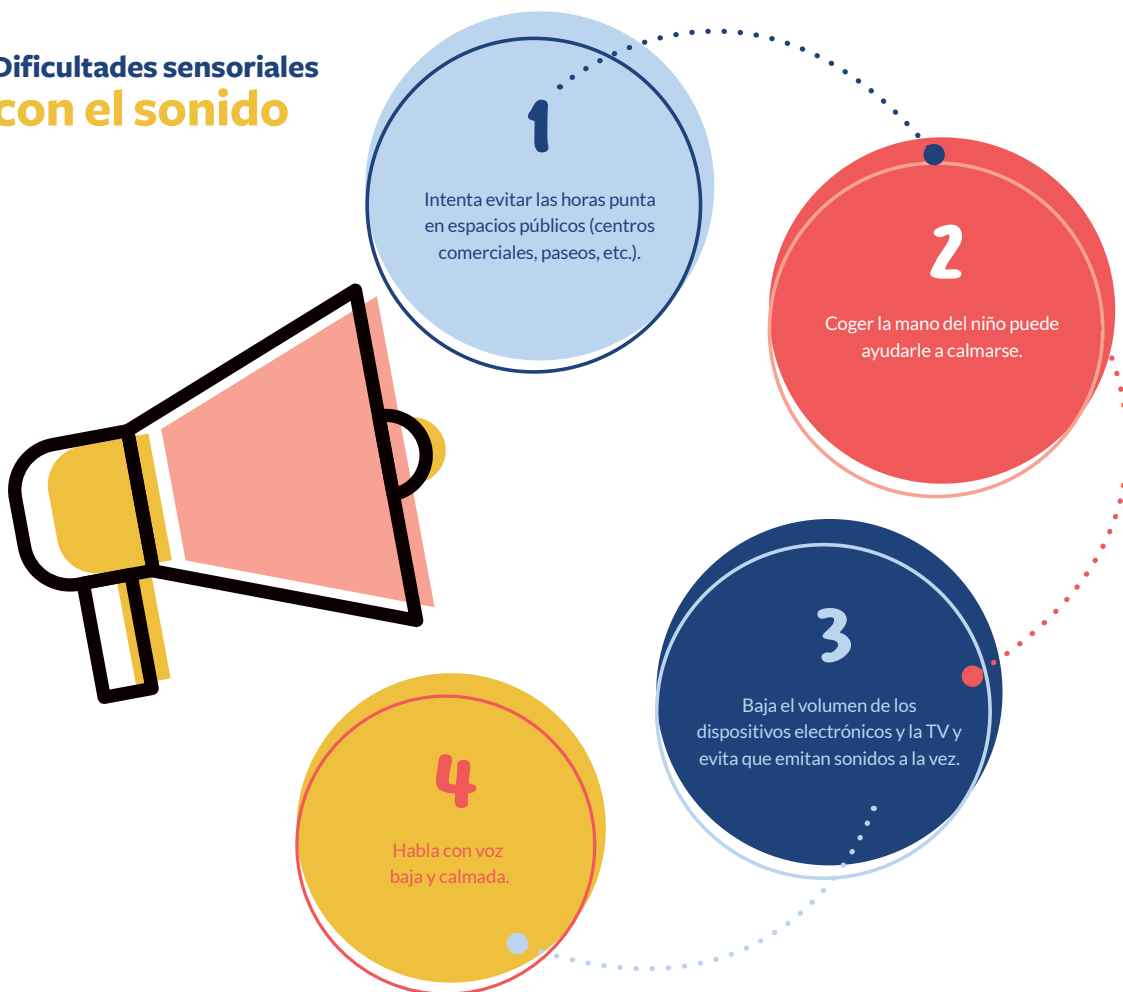 Dificultades sensoriales
con el sonido
1
Intenta evitar las horas punta
en espacios públicos (centros
comerciales, paseos, etc.).
2
Coger la mano del niño puede
ayudarle a calmarse.
3
Baja el volumen de los
dispositivos electrónicos y la TV y
evita que emitan sonidos a la vez.
4
Habla con voz
baja y calmada.